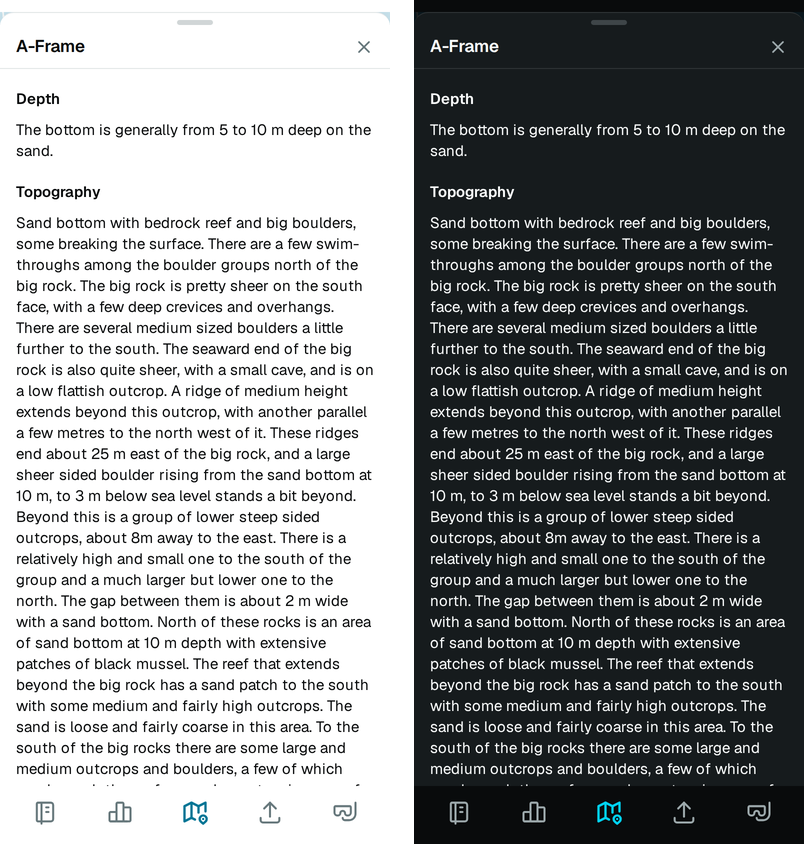 A-Frame
Depth
The bottom is generally from 5 to 10 m deep on the
sand.
Topography
Sand bottom with bedrock reef and big boulders,
some breaking the surface. There are a few swim-
throughs among the boulder groups north of the
big rock. The big rock is pretty sheer on the south
face, with a few deep crevices and overhangs.
There are several medium sized boulders a little
further to the south. The seaward end of the big
rock is also quite sheer, with a small cave, and is on
a low flattish outcrop. A ridge of medium height
extends beyond this outcrop, with another parallel
a few metres to the north west of it. These ridges
end about 25 m east of the big rock, and a large
sheer sided boulder rising from the sand bottom at
10 m, to 3 m below sea level stands a bit beyond.
Beyond this is a group of lower steep sided
outcrops, about 8m away to the east. There is a
relatively high and small one to the south of the
group and a much larger but lower one to the
north. The gap between them is about 2 m wide
with a sand bottom. North of these rocks is an area
of sand bottom at 10 m depth with extensive
patches of black mussel. The reef that extends
beyond the big rock has a sand patch to the south
with some medium and fairly high outcrops. The
sand is loose and fairly coarse in this area. To the
south of the big rocks there are some large and
medium outcrops and boulders, a few of which
A-Frame
Depth
The bottom is generally from 5 to 10 m deep on the
sand.
Topography
Sand bottom with bedrock reef and big boulders,
some breaking the surface. There are a few swim-
throughs among the boulder groups north of the
big rock. The big rock is pretty sheer on the south
face, with a few deep crevices and overhangs.
There are several medium sized boulders a little
further to the south. The seaward end of the big
rock is also quite sheer, with a small cave, and is on
a low flattish outcrop. A ridge of medium height
extends beyond this outcrop, with another parallel
a few metres to the north west of it. These ridges
end about 25 m east of the big rock, and a large
sheer sided boulder rising from the sand bottom at
10 m, to 3 m below sea level stands a bit beyond.
Beyond this is a group of lower steep sided
outcrops, about 8m away to the east. There is a
relatively high and small one to the south of the
group and a much larger but lower one to the
north. The gap between them is about 2 m wide
with a sand bottom. North of these rocks is an area
of sand bottom at 10 m depth with extensive
patches of black mussel. The reef that extends
beyond the big rock has a sand patch to the south
with some medium and fairly high outcrops. The
sand is loose and fairly coarse in this area. To the
south of the big rocks there are some large and
medium outcrops and boulders, a few of which